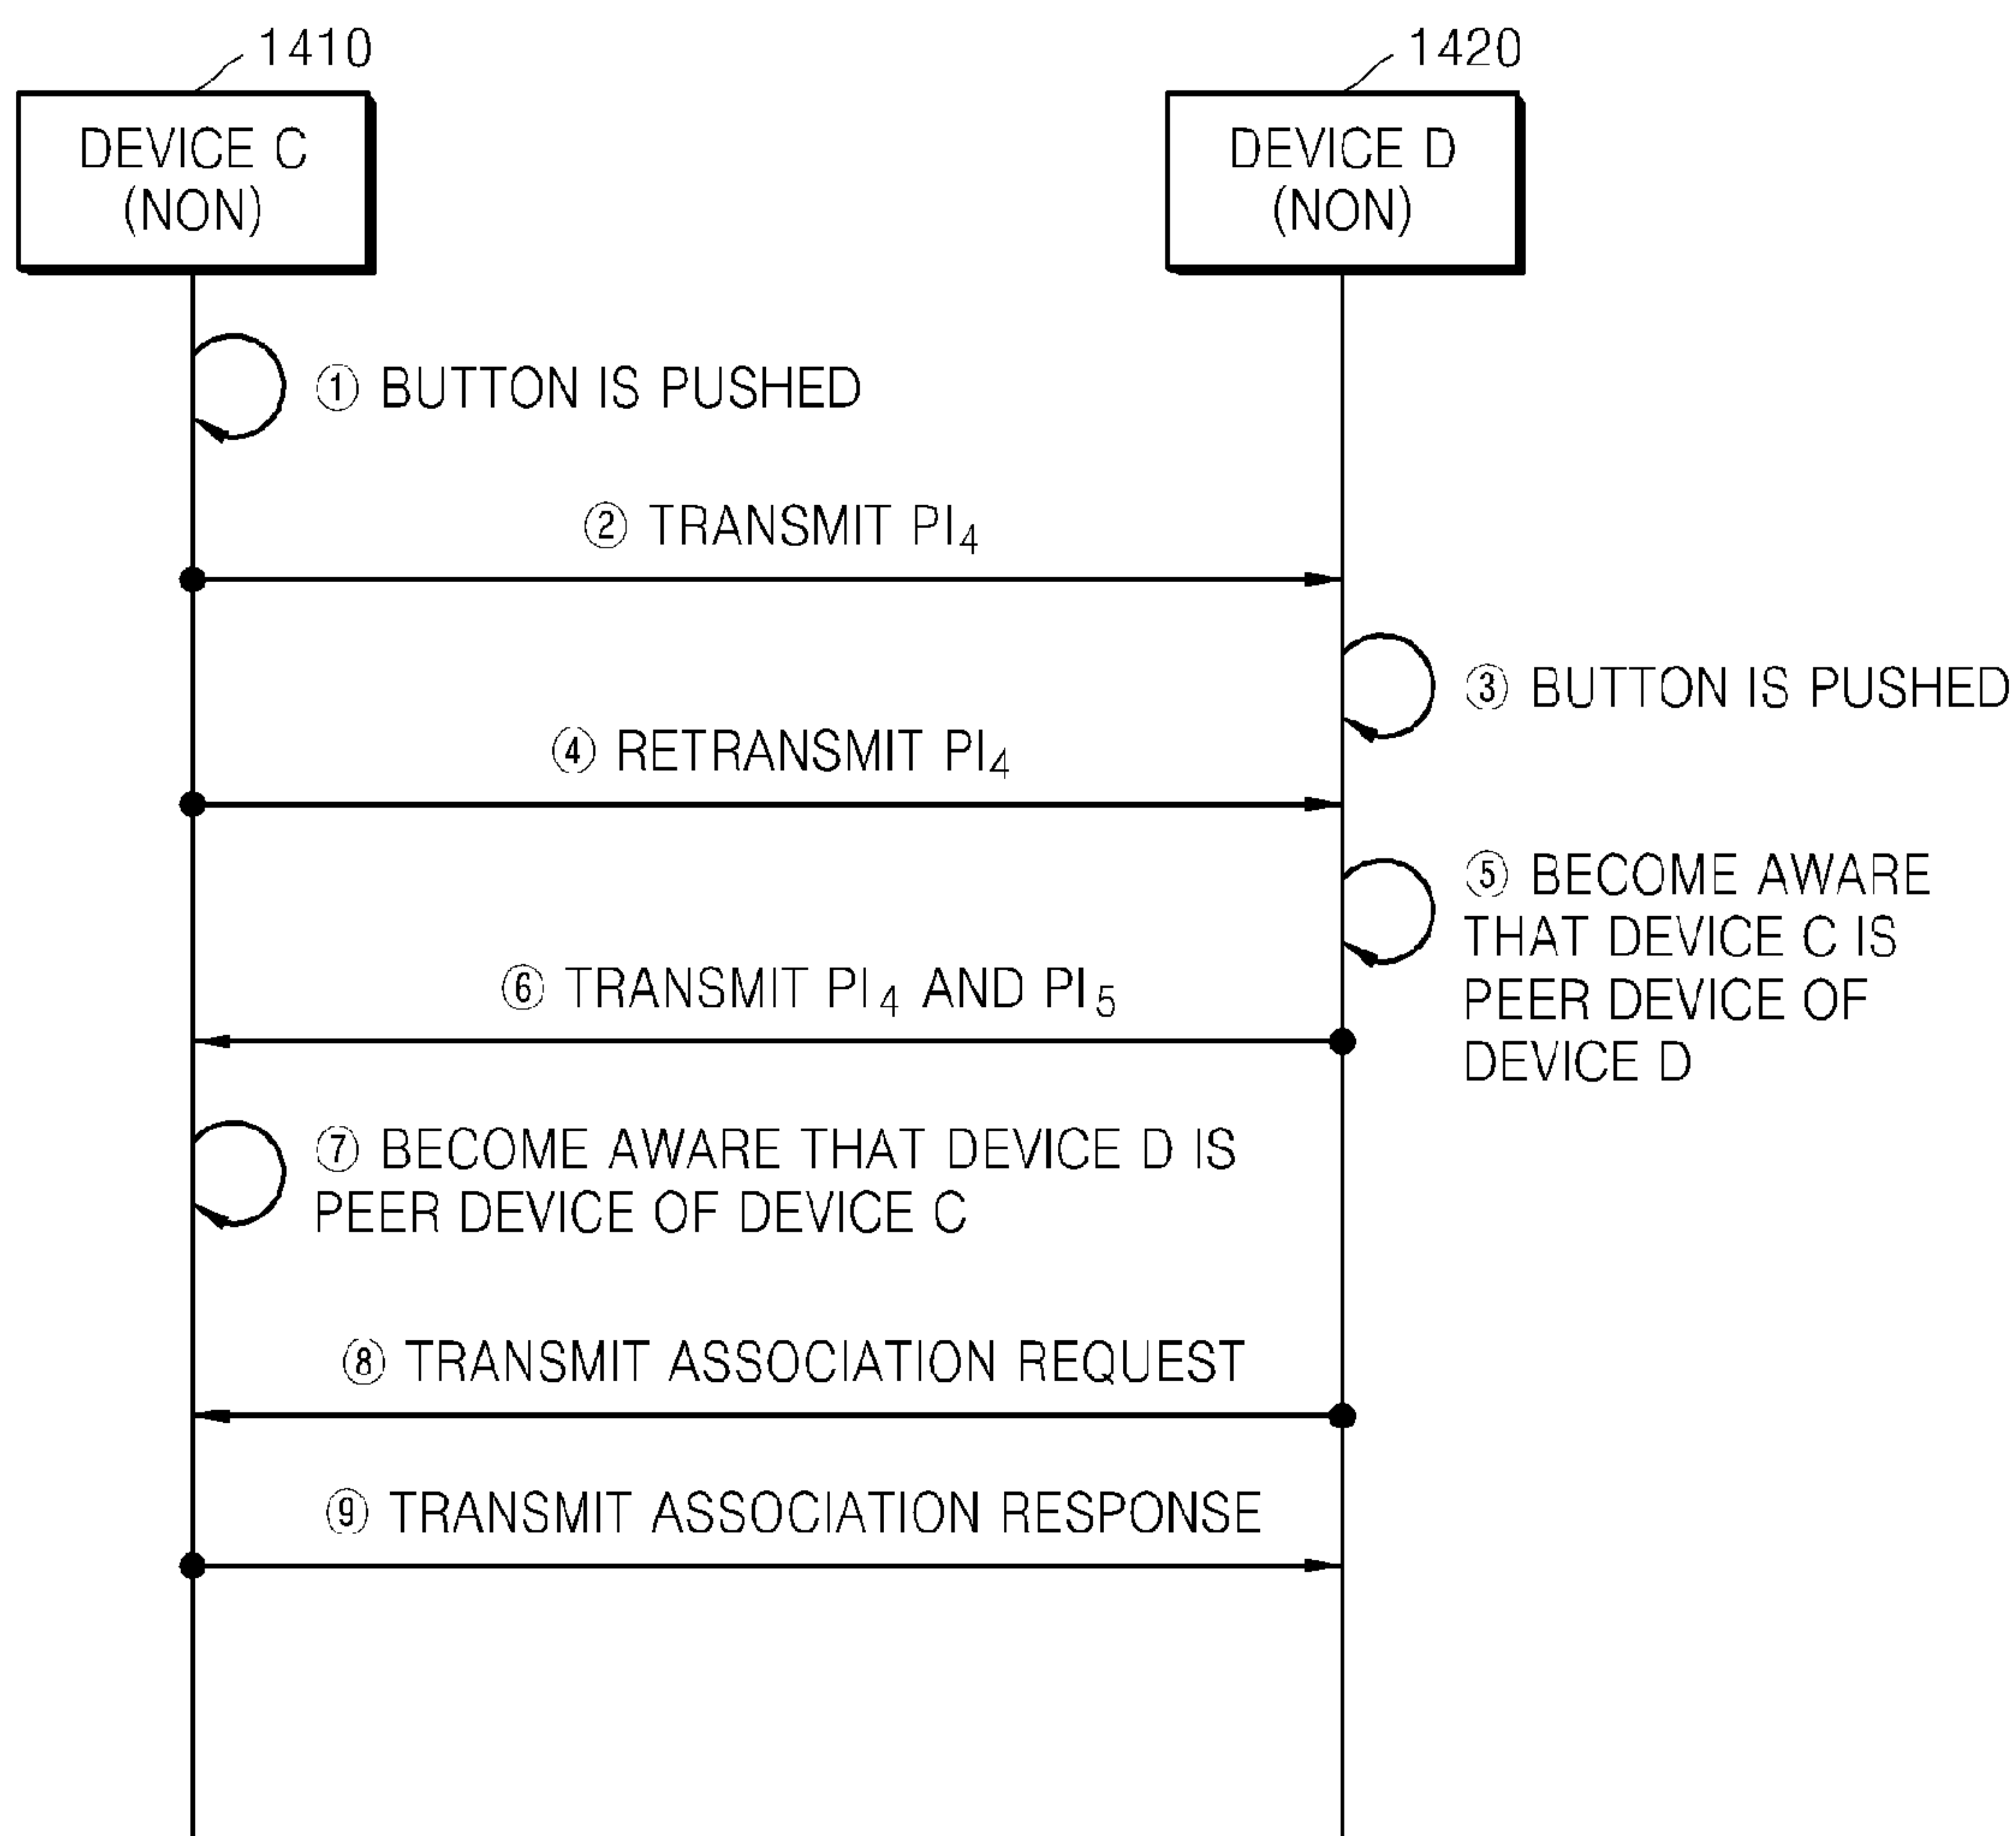 1410
1420
DEVICE C
(NON)
DEVICE D
(NON)
① BUTTON IS PUSHED
② TRANSMIT PI4
③ BUTTON IS PUSHED
④ RETRANSMIT PI4
⑤ BECOME AWARE
THAT DEVICE C IS
PEER DEVICE OF
DEVICE D
⑥ TRANSMIT PI4 AND PI5
⑦ BECOME AWARE THAT DEVICE D IS
PEER DEVICE OF DEVICE C
⑧ TRANSMIT ASSOCIATION REQUEST
⑨ TRANSMIT ASSOCIATION RESPONSE